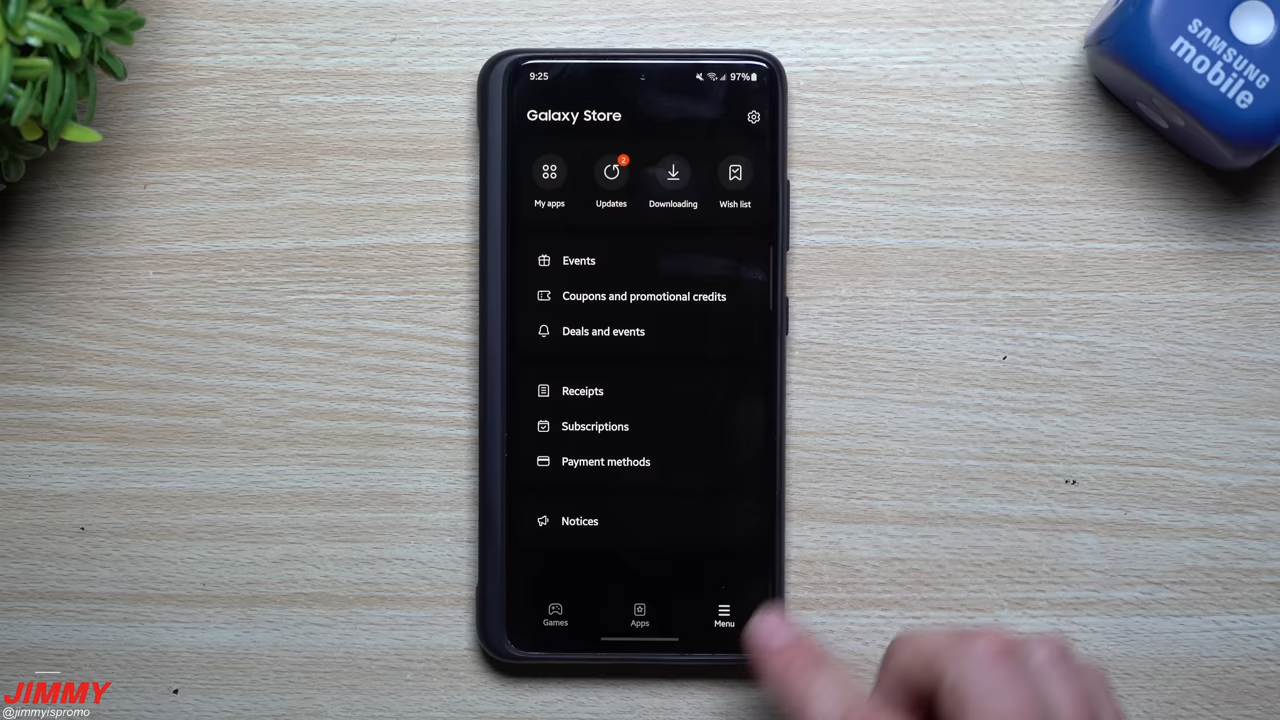 SAMSUNG
mobile
9:25
97%
Galaxy Store
2
My apps
Updates
Downloading
Wish list
Events
Coupons and promotional credits
Deals and events
Receipts
Subscriptions
Payment methods
Notices
Games
Apps
Menu
JIMMY
@jimmyispromo